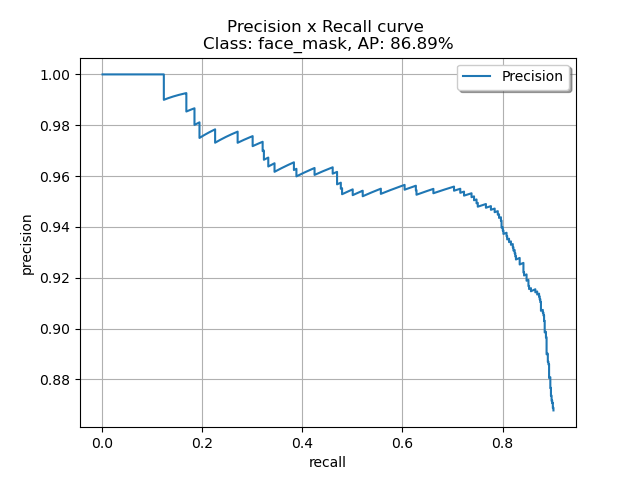 Precision x Recall curve
Class: face_mask, AP: 86.89%
Precision
1.00
0.98
0.96
0.94
0.92
0.90
0.88
precision
0.0 0.2 0.4 0.6 0.8
recall